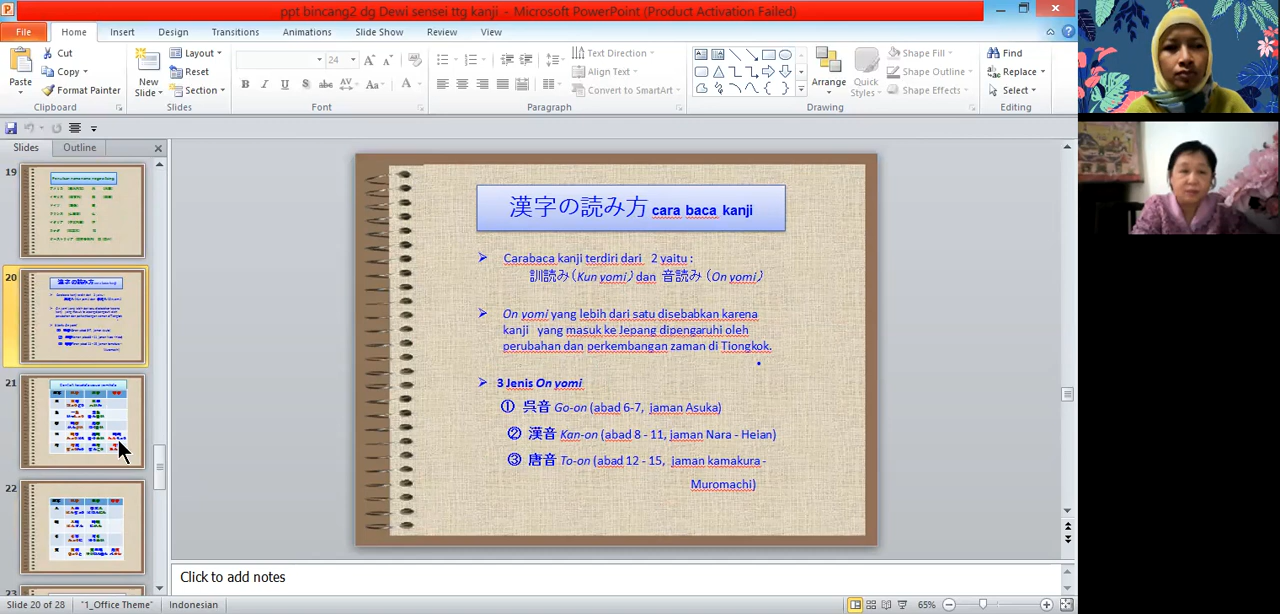 ppt bincang2 dg Dewi sensei ttg kanji - Microsoft PowerPoint (Product Activation Failed)
File Home Insert Design Transitions Animations Slide Show Review View
Cut Layout 24 Text Direction Shape Fill Find
Paste Copy New Slide Reset Align Text Arrange Quick Styles Shape Outline Replace
Format Painter Section Convert to SmartArt Shape Effects Select
Clipboard Slides Font Paragraph Drawing Editing
Slides Outline
19
20
21
22
23
漢字の読み方 cara baca kanji
Carabaca kanji terdiri dari 2 yaitu :
訓読み(Kun yomi) dan 音読み (On yomi)
On yomi yang lebih dari satu disebabkan karena
kanji yang masuk ke Jepang dipengaruhi oleh
perubahan dan perkembangan zaman di Tiongkok.
3 Jenis On yomi
① 呉音 Go-on (abad 6-7, jaman Asuka)
② 漢音 Kan-on (abad 8 - 11, jaman Nara - Heian)
③ 唐音 To-on (abad 12 - 15, jaman kamakura -
Muromachi)
Click to add notes
Slide 20 of 28 "1_Office Theme" Indonesian 65%